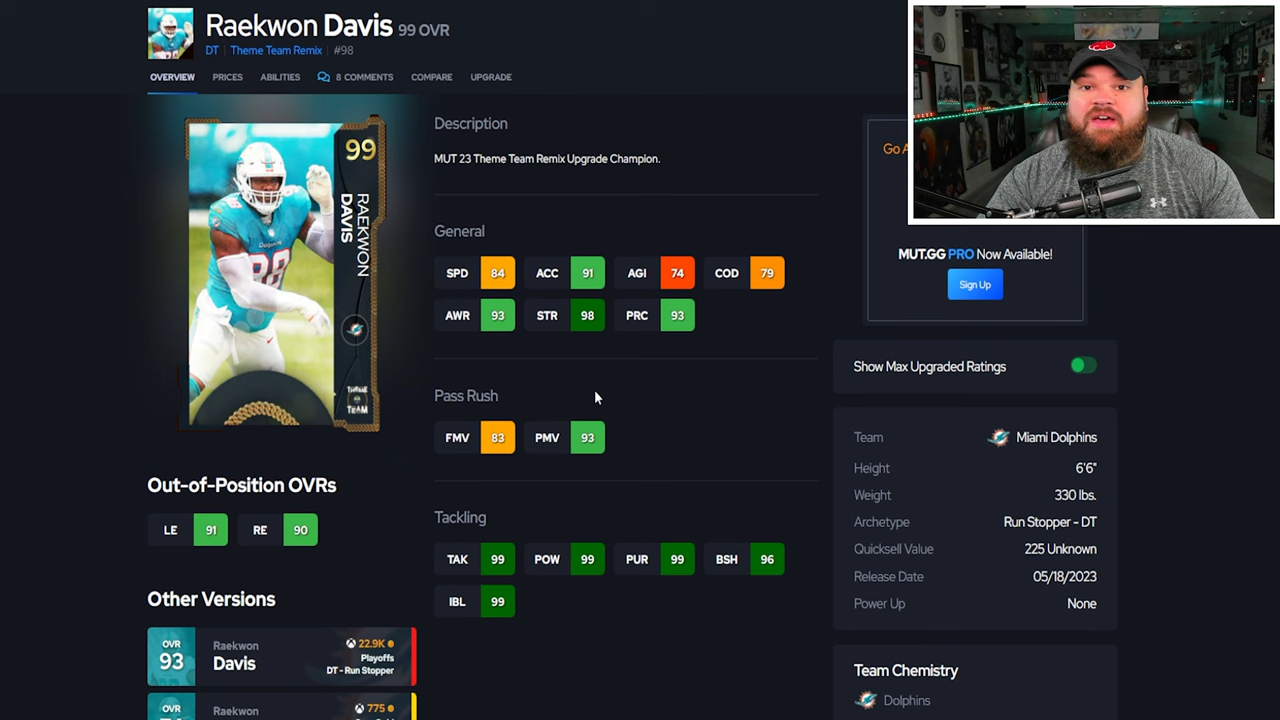 Raekwon Davis 99 OVR
DT | Theme Team Remix | #98
OVERVIEW PRICES ABILITIES 8 COMMENTS COMPARE UPGRADE
99
RAEKWON
DAVIS
THEME
TEAM
Description
MUT 23 Theme Team Remix Upgrade Champion.
General
SPD 84 ACC 91 AGI 74 COD 79
AWR 93 STR 98 PRC 93
Pass Rush
FMV 83 PMV 93
Tackling
TAK 99 POW 99 PUR 99 BSH 96
IBL 99
Out-of-Position OVRs
LE 91 RE 90
Other Versions
OVR
93
Raekwon
Davis
22.9K
Playoffs
DT - Run Stopper
OVR
Raekwon
775
Go
MUT.GG PRO Now Available!
Sign Up
Show Max Upgraded Ratings
Team Miami Dolphins
Height 6'6"
Weight 330 lbs.
Archetype Run Stopper - DT
Quicksell Value 225 Unknown
Release Date 05/18/2023
Power Up None
Team Chemistry
Dolphins